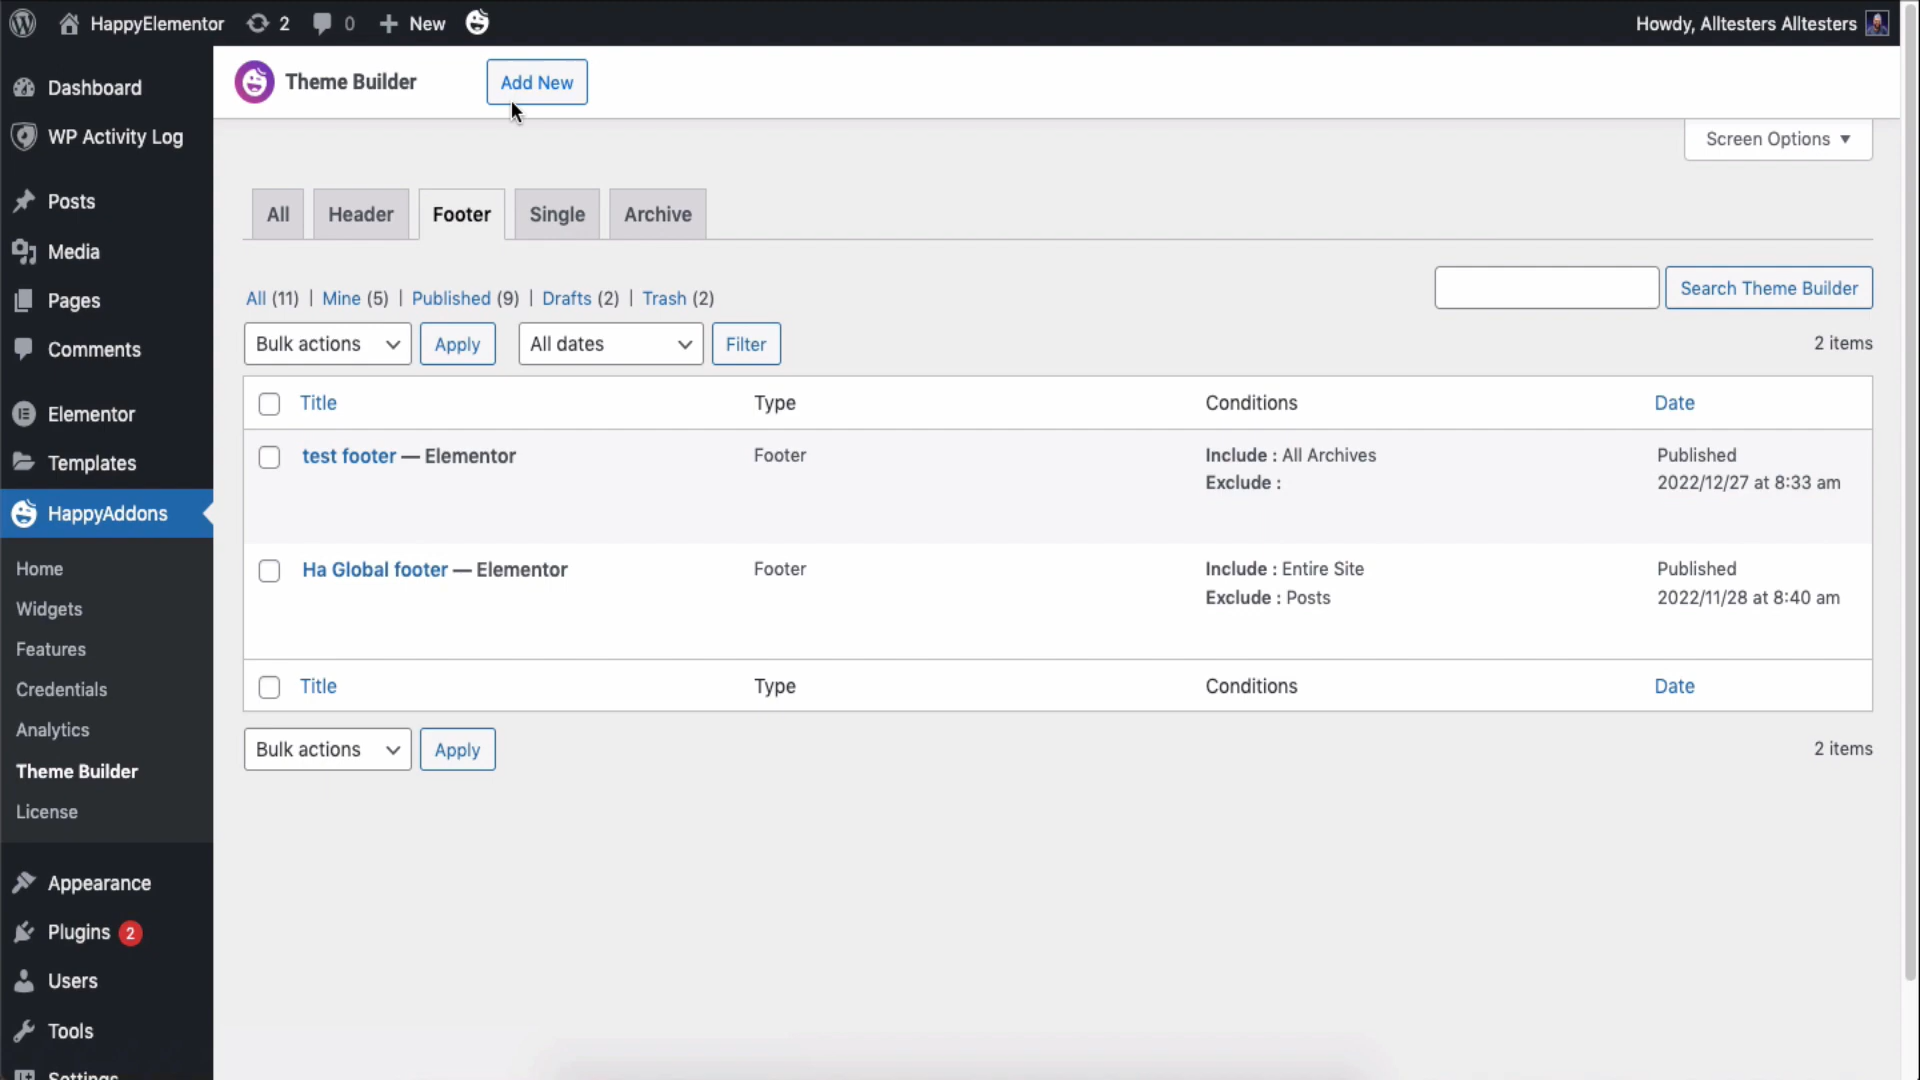 HappyElementor 2 0 New Howdy, Alltesters Alltesters
Dashboard
WP Activity Log
Posts
Media
Pages
Comments
Elementor
Templates
HappyAddons
Home
Widgets
Features
Credentials
Analytics
Theme Builder
License
Appearance
Plugins 2
Users
Tools
Settings
Theme Builder Add New
Screen Options ▼
All Header Footer Single Archive
All (11) | Mine (5) | Published (9) | Drafts (2) | Trash (2)
Search Theme Builder
Bulk actions Apply All dates Filter 2 items
Title Type Conditions Date
test footer — Elementor Footer Include : All Archives Published
Exclude : 2022/12/27 at 8:33 am
Ha Global footer — Elementor Footer Include : Entire Site Published
Exclude : Posts 2022/11/28 at 8:40 am
Title Type Conditions Date
Bulk actions Apply 2 items